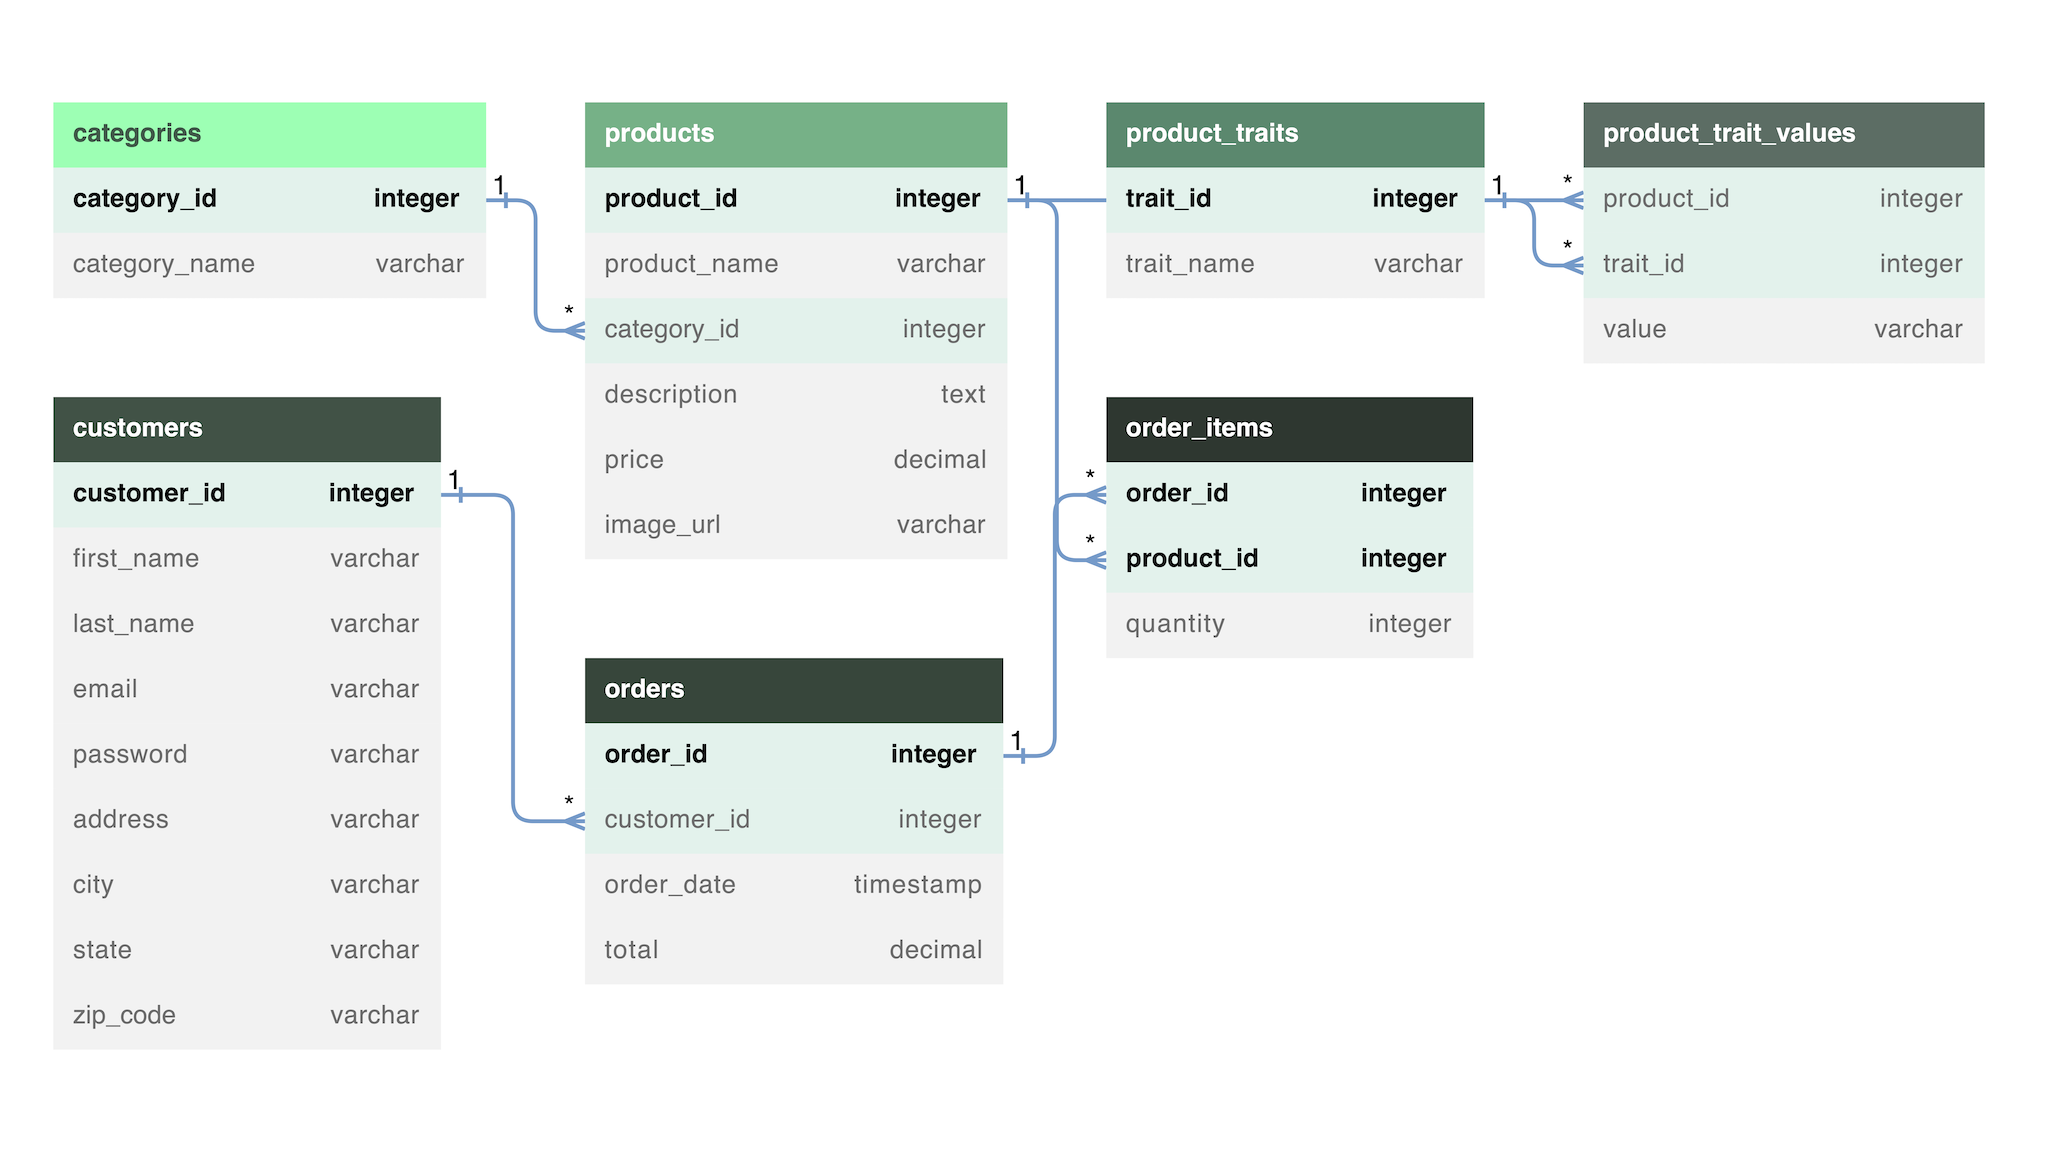 categories
category_id integer
category_name varchar
1
*
products
product_id integer
product_name varchar
category_id integer
description text
price decimal
image_url varchar
1
product_traits
trait_id integer
trait_name varchar
1
*
*
product_trait_values
product_id integer
trait_id integer
value varchar
customers
customer_id integer
first_name varchar
last_name varchar
email varchar
password varchar
address varchar
city varchar
state varchar
zip_code varchar
1
*
orders
order_id integer
customer_id integer
order_date timestamp
total decimal
1
*
*
order_items
order_id integer
product_id integer
quantity integer